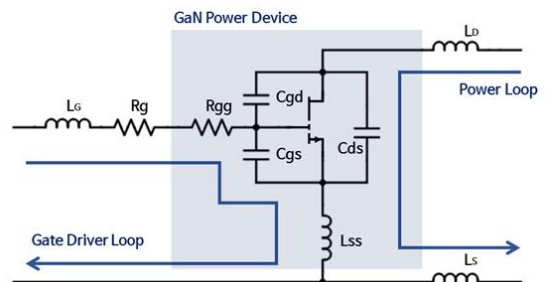 GaN Power Device
LD
Power Loop
LG
Rg
Rgg
Cgd
Cgs
Cds
Gate Driver Loop
Lss
LS